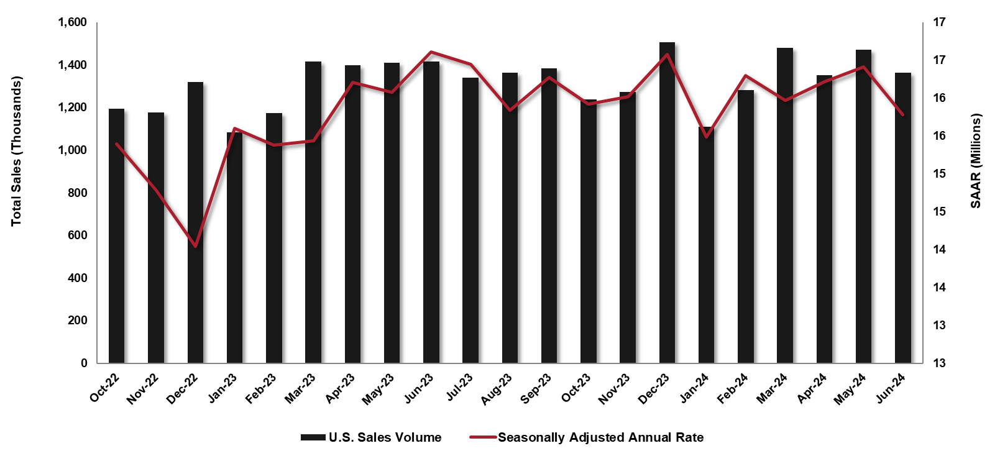 Total Sales (Thousands)
1,600
1,400
1,200
1,000
800
600
400
200
0
17
17
16
16
15
15
14
14
13
13
SAAR (Millions)
Oct-22
Nov-22
Dec-22
Jan-23
Feb-23
Mar-23
Apr-23
May-23
Jun-23
Jul-23
Aug-23
Sep-23
Oct-23
Nov-23
Dec-23
Jan-24
Feb-24
Mar-24
Apr-24
May-24
Jun-24
U.S. Sales Volume
Seasonally Adjusted Annual Rate